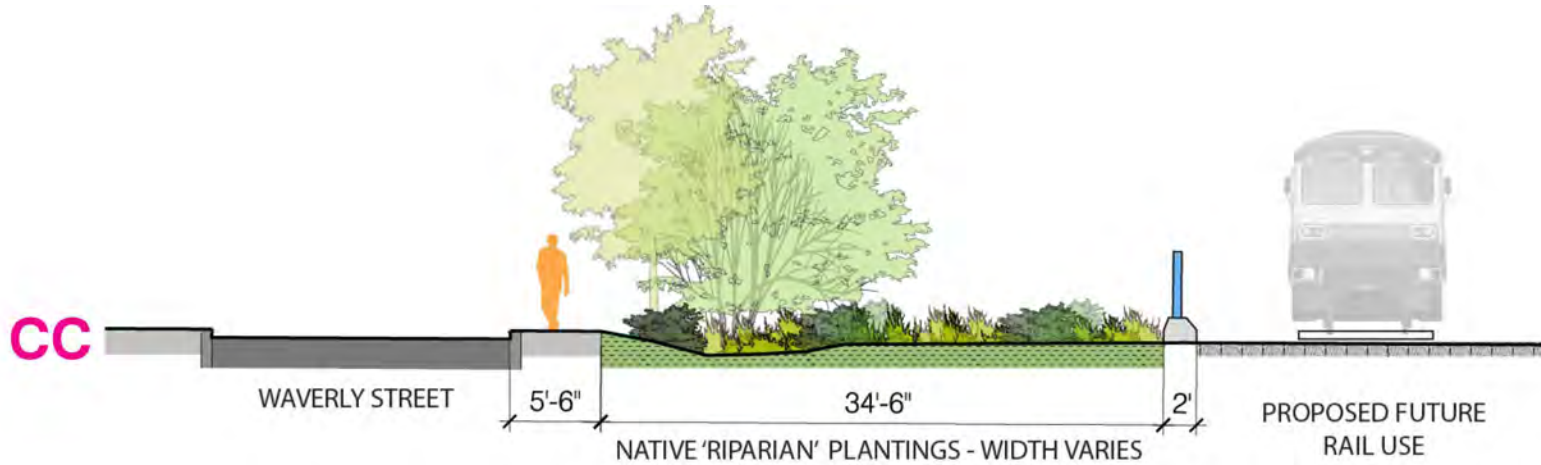 CC
WAVERLY STREET
5'-6"
34'-6"
2'
NATIVE 'RIPARIAN' PLANTINGS - WIDTH VARIES
PROPOSED FUTURE
RAIL USE